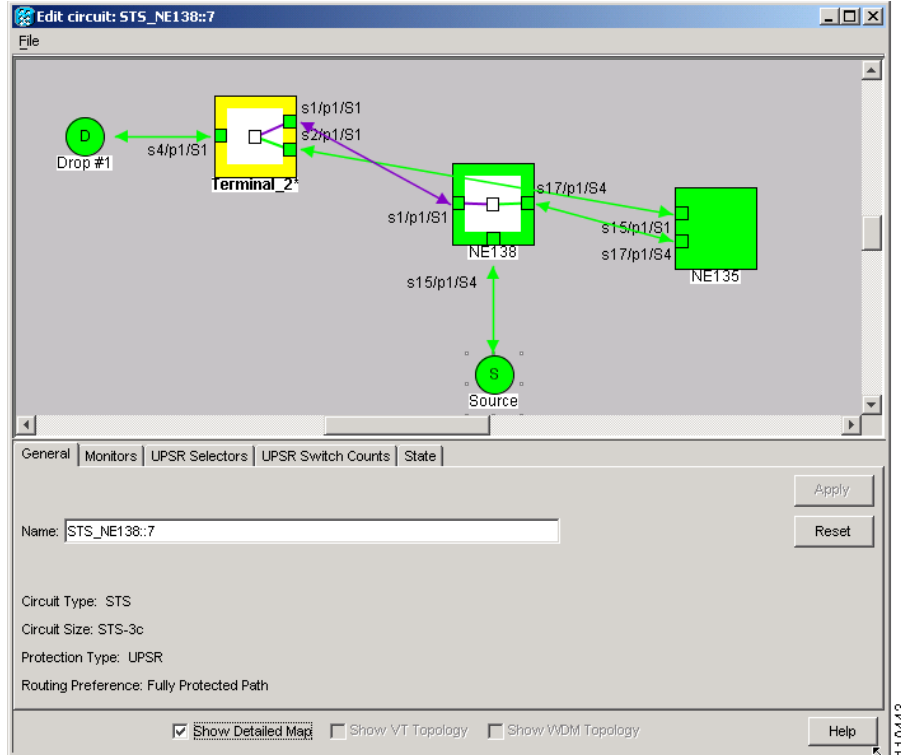 Edit circuit: STS_NE138::7
File
s1/p1/S1
s2/p1/S1
D
s4/p1/S1
Drop #1
Terminal_2*
s17/p1/S4
s1/p1/S1
s15/p1/S1
NE138
s17/p1/S4
NE135
s15/p1/S4
S
Source
General Monitors UPSR Selectors UPSR Switch Counts State
Apply
Name: STS_NE138::7
Reset
Circuit Type: STS
Circuit Size: STS-3c
Protection Type: UPSR
Routing Preference: Fully Protected Path
Show Detailed Map Show VT Topology Show WDM Topology Help